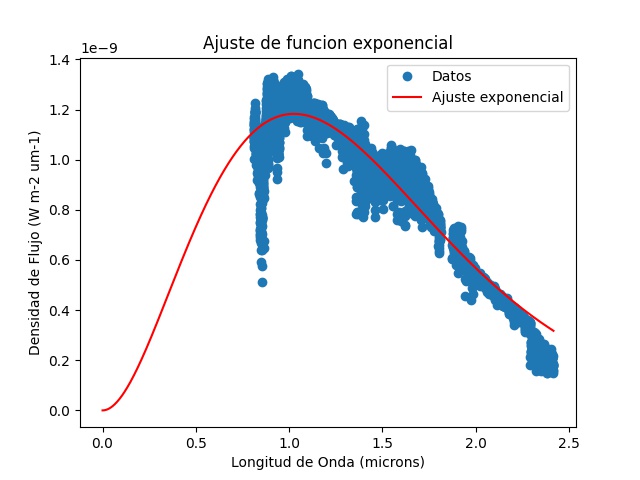 Ajuste de funcion exponencial
1e−9
Datos
Ajuste exponencial
Densidad de Flujo (W m-2 um-1)
1.4
1.2
1.0
0.8
0.6
0.4
0.2
0.0
0.0 0.5 1.0 1.5 2.0 2.5
Longitud de Onda (microns)